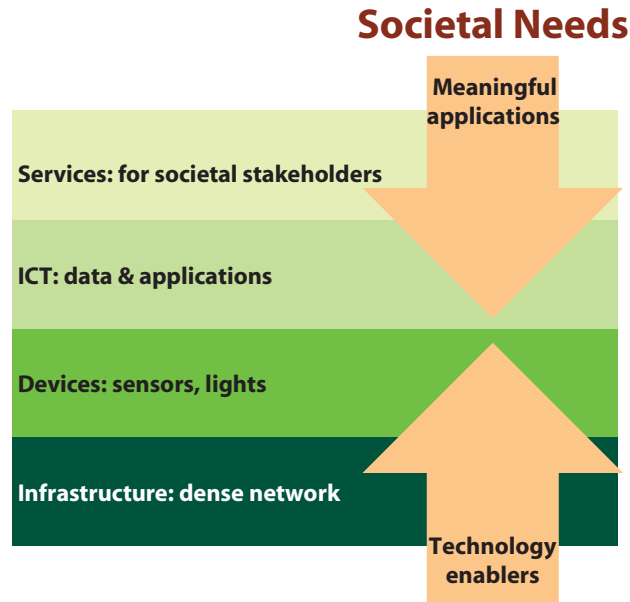 Societal Needs
Meaningful
applications
Services: for societal stakeholders
ICT: data & applications
Devices: sensors, lights
Infrastructure: dense network
Technology
enablers